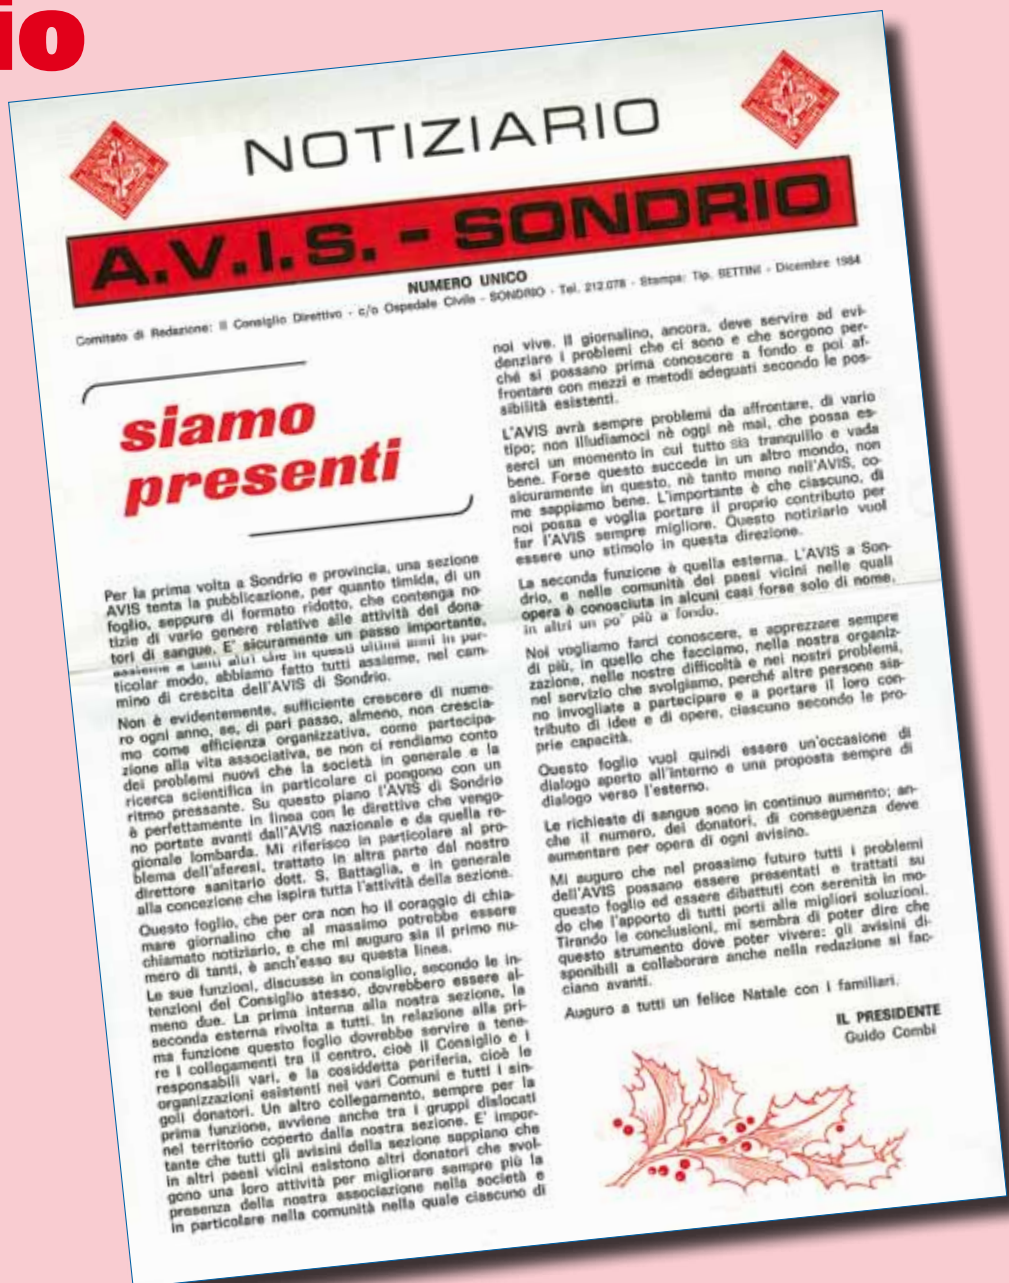 io
NOTIZIARIO
A.V.I.S. - SONDRIO
NUMERO UNICO
Comitato di Redazione: Il Consiglio Direttivo - c/o Ospedale Civile - SONDRIO - Tel. 212.078 - Stampa: Tip. BETTINI - Dicembre 1984
siamo
presenti
Per la prima volta a Sondrio e provincia, una sezione
AVIS tenta la pubblicazione, per quanto timida, di un
foglio, seppure di formato ridotto, che contenga no-
tizie di vario genere relative alle attività dei dona-
tori di sangue. E' sicuramente un passo importante,
assieme a tanti altri che in questi ultimi anni in par-
ticolar modo, abbiamo fatto tutti assieme, nel cam-
mino di crescita dell'AVIS di Sondrio.
Non è evidentemente, sufficiente crescere di nume-
ro ogni anno, se, di pari passo, almeno, non crescia-
mo come efficienza organizzativa, come partecipa-
zione alla vita associativa, se non ci rendiamo conto
dei problemi nuovi che la società in generale e la
ricerca scientifica in particolare ci pongono con un
ritmo pressante. Su questo piano l'AVIS di Sondrio
è perfettamente in linea con le direttive che vengo-
no portate avanti dall'AVIS nazionale e da quella re-
gionale lombarda. Mi riferisco in particolare al pro-
blema dell'aferesi, trattato in altra parte dal nostro
direttore sanitario dott. S. Battaglia, e in generale
alla concezione che ispira tutta l'attività della sezione.
Questo foglio, che per ora non ho il coraggio di chia-
mare giornalino che al massimo potrebbe essere
chiamato notiziario, e che mi auguro sia il primo nu-
mero di tanti, è anch'esso su questa linea.
Le sue funzioni, discusse in consiglio, secondo le in-
tenzioni del Consiglio stesso, dovrebbero essere al-
meno due. La prima interna alla nostra sezione, la
seconda esterna rivolta a tutti. In relazione alla pri-
ma funzione questo foglio dovrebbe servire a tene-
re i collegamenti tra il centro, cioè il Consiglio e i
responsabili vari, e la cosiddetta periferia, cioè le
organizzazioni esistenti nei vari Comuni e tutti i sin-
goli donatori. Un altro collegamento, sempre per la
prima funzione, avviene anche tra i gruppi dislocati
nel territorio coperto dalla nostra sezione. E' impor-
tante che tutti gli avisini della sezione sappiano che
in altri paesi vicini esistono altri donatori che svol-
gono una loro attività per migliorare sempre più la
presenza della nostra associazione nella società e
in particolare nella comunità nella quale ciascuno di
noi vive. Il giornalino, ancora, deve servire ad evi-
denziare i problemi che ci sono e che sorgono per-
ché si possano prima conoscere a fondo e poi af-
frontare con mezzi e metodi adeguati secondo le pos-
sibilità esistenti.
L'AVIS avrà sempre problemi da affrontare, di vario
tipo; non illudiamoci nè oggi nè mai, che possa es-
serci un momento in cui tutto sia tranquillo e vada
bene. Forse questo succede in un altro mondo, non
sicuramente in questo, nè tanto meno nell'AVIS, co-
me sappiamo bene. L'importante è che ciascuno, di
noi possa e voglia portare il proprio contributo per
far l'AVIS sempre migliore. Questo notiziario vuol
essere uno stimolo in questa direzione.
La seconda funzione è quella esterna. L'AVIS a Son-
drio, e nelle comunità dei paesi vicini nelle quali
opera è conosciuta in alcuni casi forse solo di nome,
in altri un po' più a fondo.
Noi vogliamo farci conoscere, e apprezzare sempre
di più, in quello che facciamo, nella nostra organiz-
zazione, nelle nostre difficoltà e nei nostri problemi,
nel servizio che svolgiamo, perché altre persone sia-
no invogliate a partecipare e a portare il loro con-
tributo di idee e di opere, ciascuno secondo le pro-
prie capacità.
Questo foglio vuol quindi essere un'occasione di
dialogo aperto all'interno e una proposta sempre di
dialogo verso l'esterno.
Le richieste di sangue sono in continuo aumento; an-
che il numero, dei donatori, di conseguenza deve
aumentare per opera di ogni avisino.
Mi auguro che nel prossimo futuro tutti i problemi
dell'AVIS possano essere presentati e trattati su
questo foglio ed essere dibattuti con serenità in mo-
do che l'apporto di tutti porti alle migliori soluzioni.
Tirando le conclusioni, mi sembra di poter dire che
questo strumento dove poter vivere: gli avisini di-
sponibili a collaborare anche nella redazione si fac-
ciano avanti.
Auguro a tutti un felice Natale con i familiari.
IL PRESIDENTE
Guido Combi